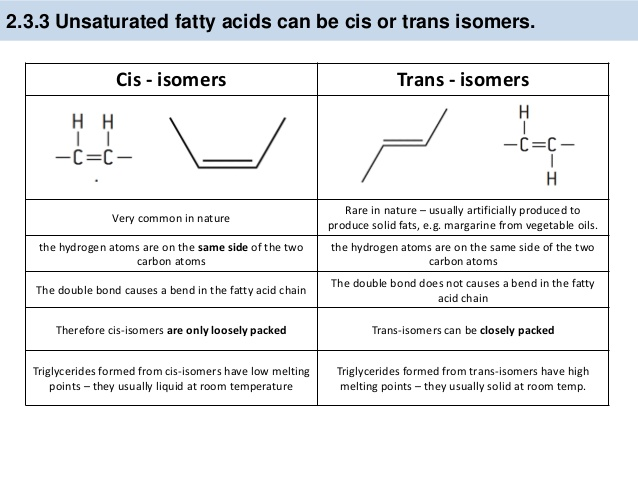 2.3.3 Unsaturated fatty acids can be cis or trans isomers.
Cis - isomers
Trans - isomers
H H
–C=C–
H
–C=C–
H
Very common in nature
Rare in nature – usually artificially produced to
produce solid fats, e.g. margarine from vegetable oils.
the hydrogen atoms are on the same side of the two
carbon atoms
the hydrogen atoms are on the same side of the two
carbon atoms
The double bond causes a bend in the fatty acid chain
The double bond does not causes a bend in the fatty
acid chain
Therefore cis-isomers are only loosely packed
Trans-isomers can be closely packed
Triglycerides formed from cis-isomers have low melting
points – they usually liquid at room temperature
Triglycerides formed from trans-isomers have high
melting points – they usually solid at room temp.